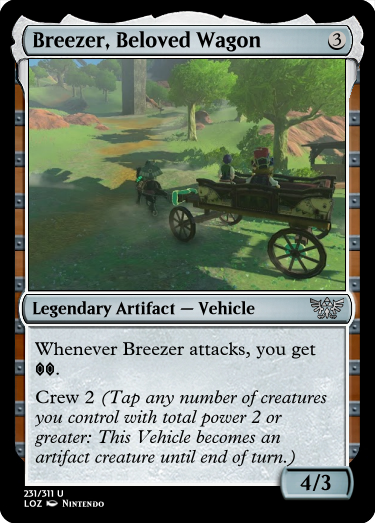 Breezer, Beloved Wagon
3
Legendary Artifact — Vehicle
Whenever Breezer attacks, you get
.
Crew 2 (Tap any number of creatures
you control with total power 2 or
greater: This Vehicle becomes an
artifact creature until end of turn.)
4/3
231/311 U
LOZ Nintendo